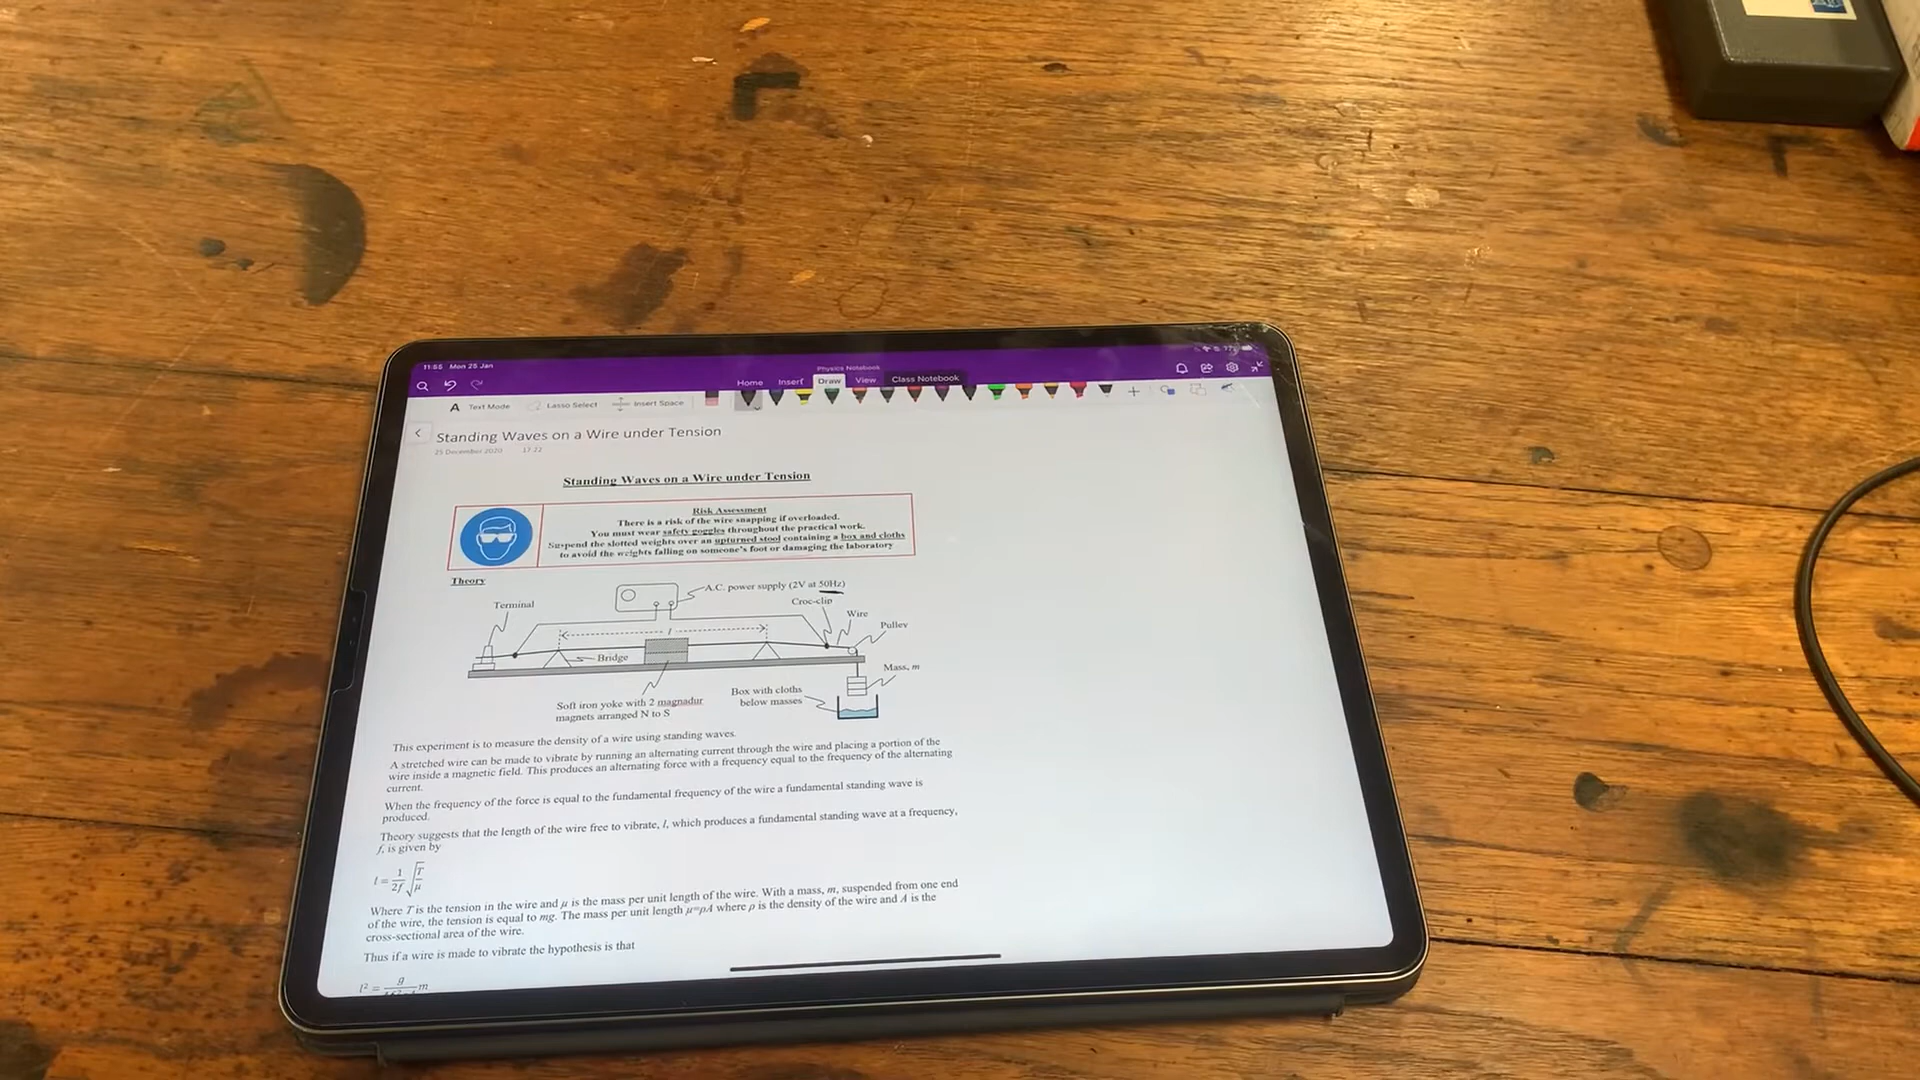 11:55 Mon 25 Jan
Physics Notebook
Home Insert Draw View Class Notebook
A Text Mode Lasso Select Insert Space
Standing Waves on a Wire under Tension
25 December 2020 17:22
Standing Waves on a Wire under Tension
Risk Assessment
There is a risk of the wire snapping if overloaded.
You must wear safety goggles throughout the practical work.
Suspend the slotted weights over an upturned stool containing a box and cloths
to avoid the weights falling on someone's foot or damaging the laboratory
Theory
A.C. power supply (2V at 50Hz)
Terminal
Croc-clip
Wire
Pulley
l
Bridge
Mass, m
Soft iron yoke with 2 magnadur
magnets arranged N to S
Box with cloths
below masses
This experiment is to measure the density of a wire using standing waves.
A stretched wire can be made to vibrate by running an alternating current through the wire and placing a portion of the
wire inside a magnetic field. This produces an alternating force with a frequency equal to the frequency of the alternating
current.
When the frequency of the force is equal to the fundamental frequency of the wire a fundamental standing wave is
produced.
Theory suggests that the length of the wire free to vibrate, l, which produces a fundamental standing wave at a frequency,
f, is given by
l = 1/2f √T/μ
Where T is the tension in the wire and μ is the mass per unit length of the wire. With a mass, m, suspended from one end
of the wire, the tension is equal to mg. The mass per unit length μ=ρA where ρ is the density of the wire and A is the
cross-sectional area of the wire.
Thus if a wire is made to vibrate the hypothesis is that
l² = g m